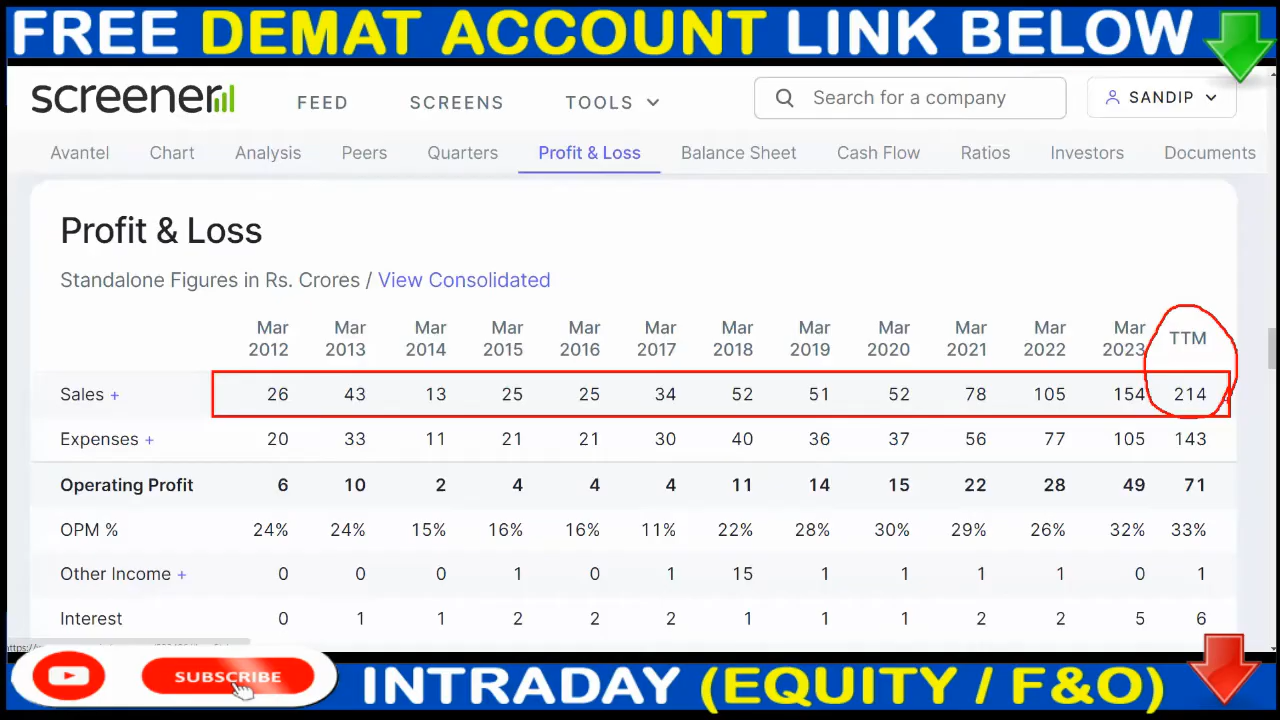 FREE DEMAT ACCOUNT LINK BELOW
screener FEED SCREENS TOOLS Search for a company SANDIP
Avantel Chart Analysis Peers Quarters Profit & Loss Balance Sheet Cash Flow Ratios Investors Documents
Profit & Loss
Standalone Figures in Rs. Crores / View Consolidated
Mar 2012 Mar 2013 Mar 2014 Mar 2015 Mar 2016 Mar 2017 Mar 2018 Mar 2019 Mar 2020 Mar 2021 Mar 2022 Mar 2023 TTM
Sales + 26 43 13 25 25 34 52 51 52 78 105 154 214
Expenses + 20 33 11 21 21 30 40 36 37 56 77 105 143
Operating Profit 6 10 2 4 4 4 11 14 15 22 28 49 71
OPM % 24% 24% 15% 16% 16% 11% 22% 28% 30% 29% 26% 32% 33%
Other Income + 0 0 0 1 0 1 15 1 1 1 1 0 1
Interest 0 1 1 2 2 2 1 1 1 2 2 5 6
SUBSCRIBE
INTRADAY (EQUITY / F&O)